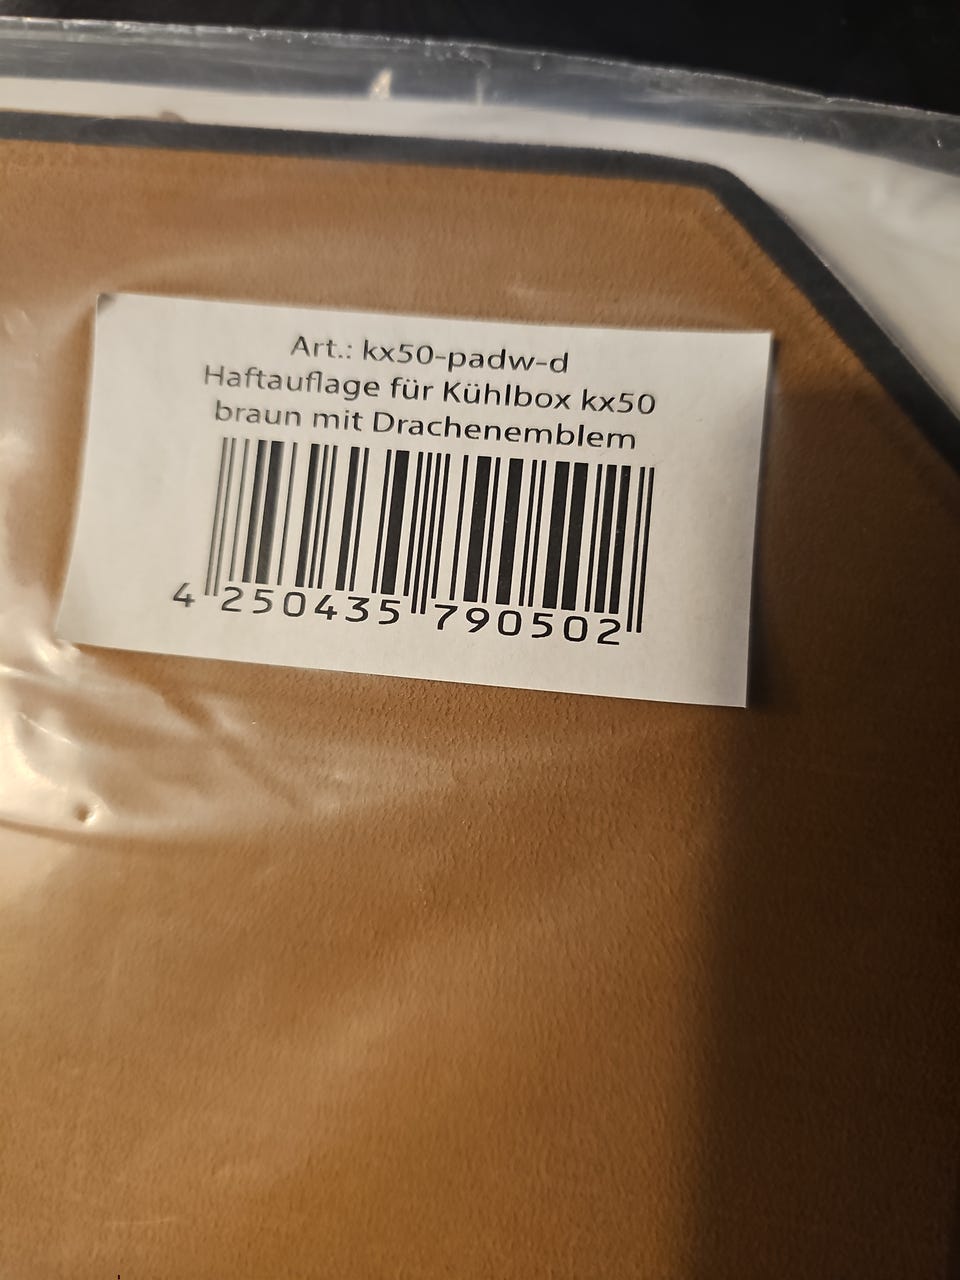 Art.: kx50-padw-d
Haftauflage für Kühlbox kx50
braun mit Drachenemblem
4 250435 790502